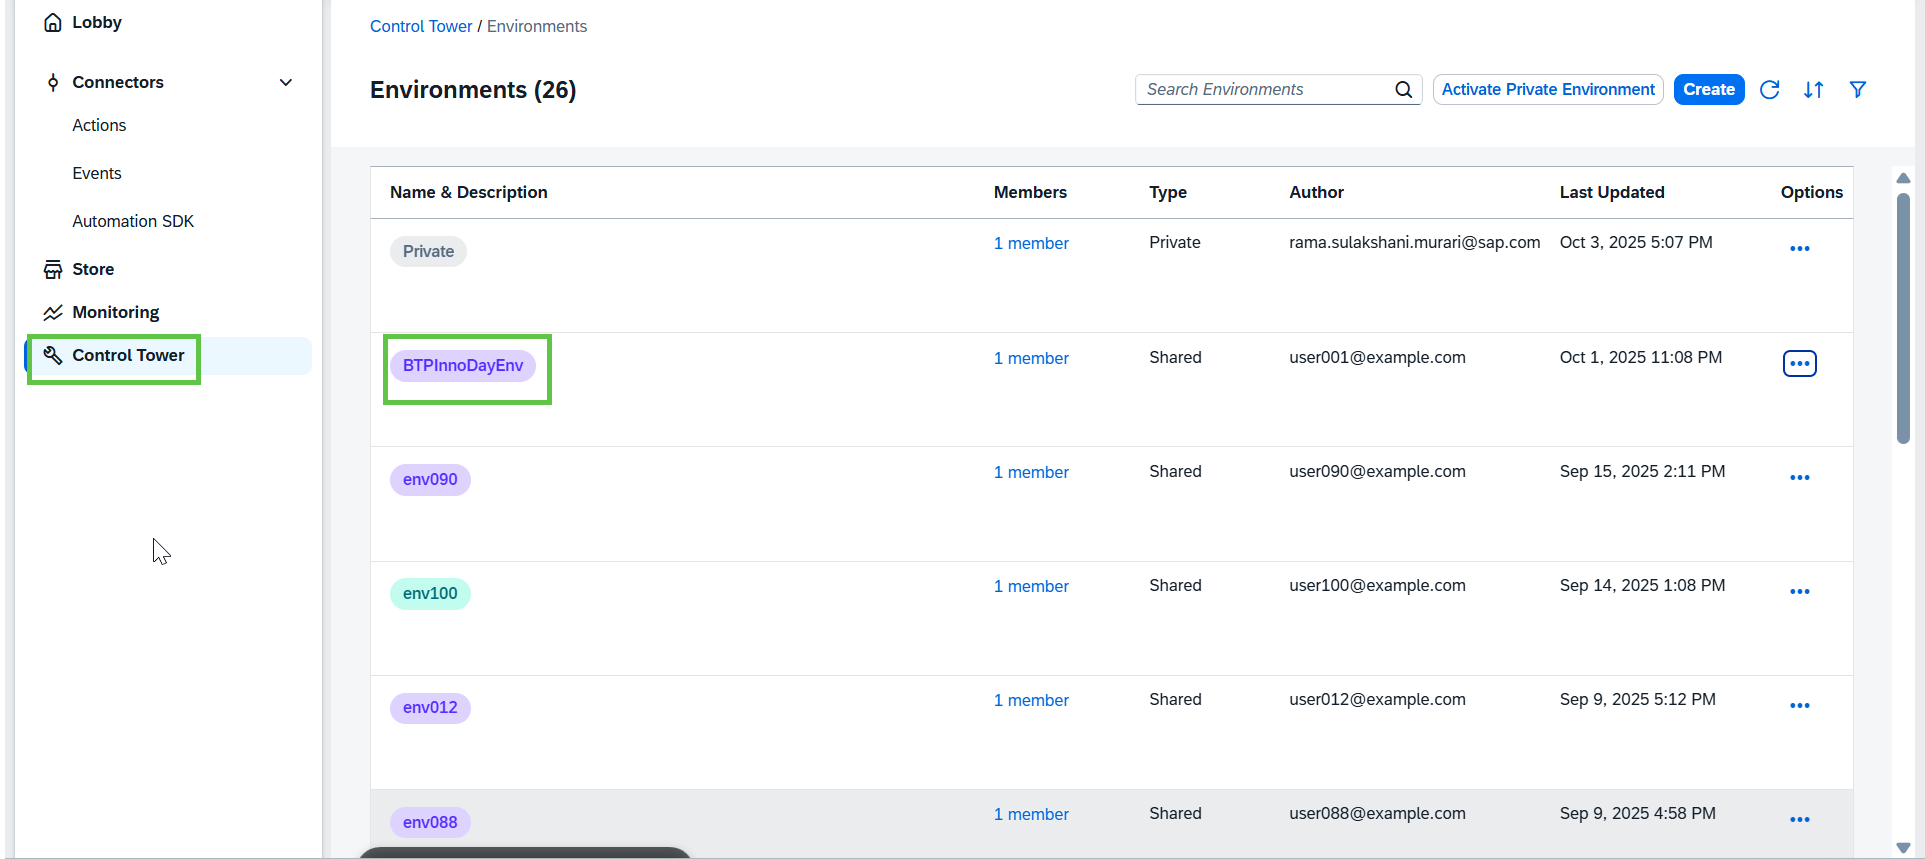 Lobby
Connectors
Actions
Events
Automation SDK
Store
Monitoring
Control Tower
Control Tower / Environments
Environments (26)
Search Environments
Activate Private Environment
Create
Name & Description Members Type Author Last Updated Options
Private 1 member Private rama.sulakshani.murari@sap.com Oct 3, 2025 5:07 PM
BTPInnoDayEnv 1 member Shared user001@example.com Oct 1, 2025 11:08 PM
env090 1 member Shared user090@example.com Sep 15, 2025 2:11 PM
env100 1 member Shared user100@example.com Sep 14, 2025 1:08 PM
env012 1 member Shared user012@example.com Sep 9, 2025 5:12 PM
env088 1 member Shared user088@example.com Sep 9, 2025 4:58 PM